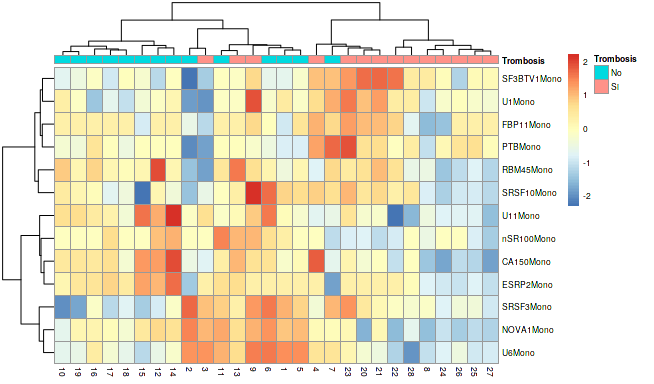 Trombosis
Trombosis
No
SI
2
1
0
-1
-2
SF3BTV1Mono
U1Mono
FBP11Mono
PTBMono
RBM45Mono
SRSF10Mono
U11Mono
nSR100Mono
CA150Mono
ESRP2Mono
SRSF3Mono
NOVA1Mono
U6Mono
10 19 16 17 18 15 12 14 2 3 11 13 9 6 1 5 4 7 23 20 21 22 28 8 24 26 25 27